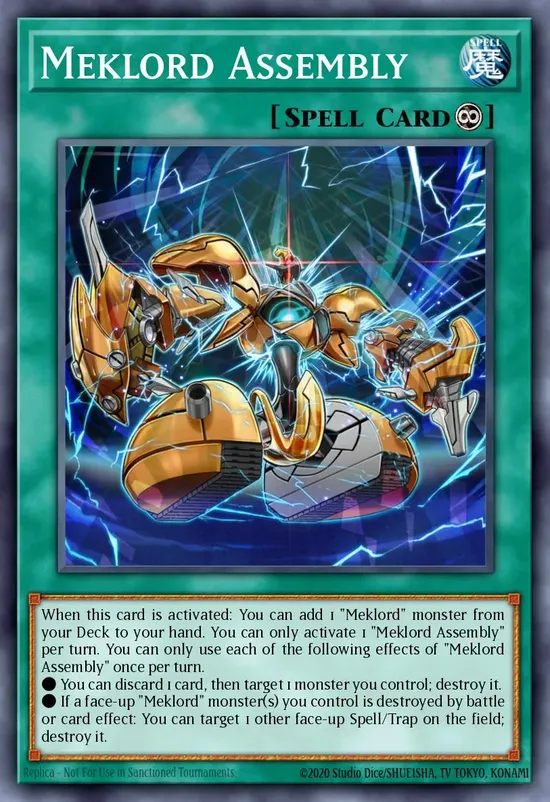 MEKLORD ASSEMBLY
SPELL
魔
[SPELL CARD]
When this card is activated: You can add 1 "Meklord" monster from
your Deck to your hand. You can only activate 1 "Meklord Assembly"
per turn. You can only use each of the following effects of "Meklord
Assembly" once per turn.
● You can discard 1 card, then target 1 monster you control; destroy it.
● If a face-up "Meklord" monster(s) you control is destroyed by battle
or card effect: You can target 1 other face-up Spell/Trap on the field;
destroy it.
Replica - Not For Use in Sanctioned Tournaments
©2020 Studio Dice/SHUEISHA, TV TOKYO, KONAMI